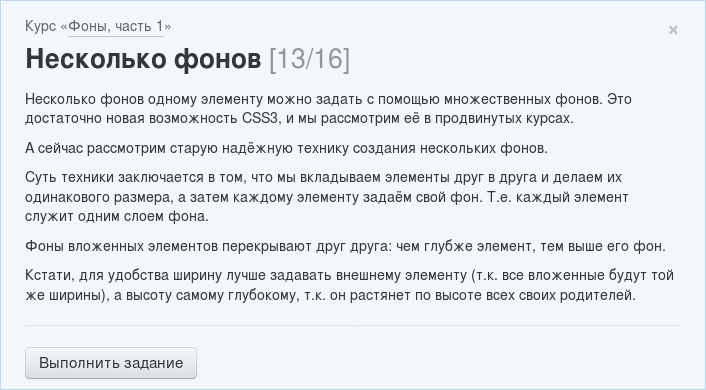 Курс «Фоны, часть 1»
×
Несколько фонов [13/16]
Несколько фонов одному элементу можно задать с помощью множественных фонов. Это
достаточно новая возможность CSS3, и мы рассмотрим её в продвинутых курсах.
А сейчас рассмотрим старую надёжную технику создания нескольких фонов.
Суть техники заключается в том, что мы вкладываем элементы друг в друга и делаем их
одинакового размера, а затем каждому элементу задаём свой фон. Т.е. каждый элемент
служит одним слоем фона.
Фоны вложенных элементов перекрывают друг друга: чем глубже элемент, тем выше его фон.
Кстати, для удобства ширину лучше задавать внешнему элементу (т.к. все вложенные будут той
же ширины), а высоту самому глубокому, т.к. он растянет по высоте всех своих родителей.
Выполнить задание